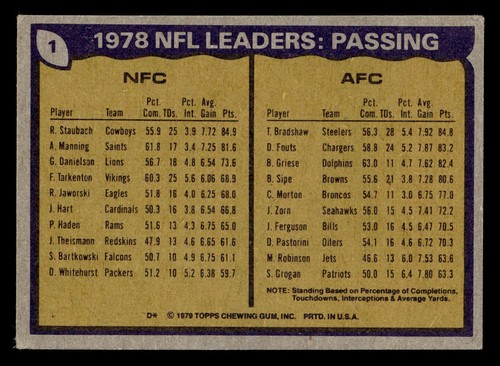 1
1978 NFL LEADERS: PASSING
NFC
Pct. Pct. Avg.
Player Team Com. TDs. Int. Gain Pts.
R. Staubach Cowboys 55.9 25 3.9 7.72 84.9
A. Manning Saints 61.8 17 3.4 7.25 81.6
G. Danielson Lions 56.7 18 4.8 6.54 73.6
F. Tarkenton Vikings 60.3 25 5.6 6.06 68.9
R. Jaworski Eagles 51.8 16 4.0 6.25 68.0
J. Hart Cardinals 50.3 16 3.8 6.54 66.8
P. Haden Rams 51.6 13 4.3 6.75 65.0
J. Theismann Redskins 47.9 13 4.6 6.65 61.6
S. Bartkowski Falcons 50.7 10 4.9 6.75 61.1
D. Whitehurst Packers 51.2 10 5.2 6.38 59.7
AFC
Pct. Pct. Avg.
Player Team Com. TDs. Int. Gain Pts.
T. Bradshaw Steelers 56.3 28 5.4 7.92 84.8
D. Fouts Chargers 58.8 24 5.2 7.87 83.2
B. Griese Dolphins 63.0 11 4.7 7.62 82.4
B. Sipe Browns 55.6 21 3.8 7.28 80.6
C. Morton Broncos 54.7 11 3.0 6.75 77.0
J. Zorn Seahawks 56.0 15 4.5 7.41 72.2
J. Ferguson Bills 53.0 16 4.5 6.47 70.5
D. Pastorini Oilers 54.1 16 4.6 6.72 70.3
M. Robinson Jets 46.6 13 6.63 63.6
S. Grogan Patriots 50.0 15 6.4 7.80 63.3
NOTE: Standing Based on Percentage of Completions,
Touchdowns, Interceptions & Average Yards.
D* © 1979 TOPPS CHEWING GUM, INC. PRTD. IN U.S.A.